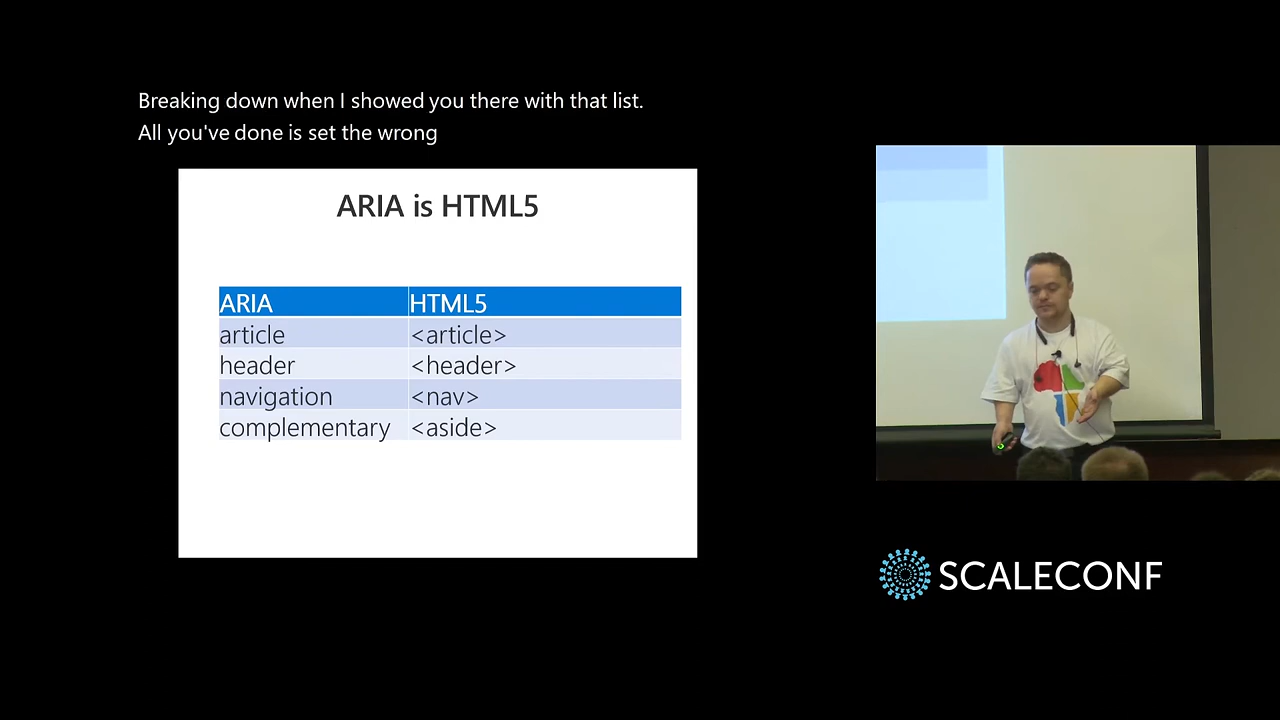 Breaking down when I showed you there with that list.
All you've done is set the wrong
ARIA is HTML5
ARIA HTML5
article <article>
header <header>
navigation <nav>
complementary <aside>
SCALECONF